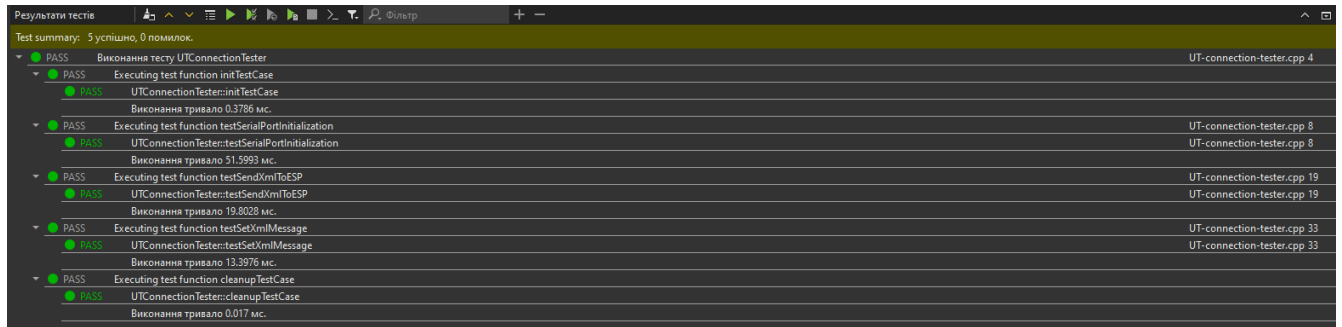 Результати тестів Фільтр
Test summary: 5 успішно, 0 помилок.
PASS Виконання тесту UTConnectionTester UT-connection-tester.cpp 4
PASS Executing test function initTestCase
PASS UTConnectionTester::initTestCase
Виконання тривало 0.3786 мс.
PASS Executing test function testSerialPortInitialization UT-connection-tester.cpp 8
PASS UTConnectionTester::testSerialPortInitialization UT-connection-tester.cpp 8
Виконання тривало 51.5993 мс.
PASS Executing test function testSendXmlToESP UT-connection-tester.cpp 19
PASS UTConnectionTester::testSendXmlToESP UT-connection-tester.cpp 19
Виконання тривало 19.8028 мс.
PASS Executing test function testSetXmlMessage UT-connection-tester.cpp 33
PASS UTConnectionTester::testSetXmlMessage UT-connection-tester.cpp 33
Виконання тривало 13.3976 мс.
PASS Executing test function cleanupTestCase
PASS UTConnectionTester::cleanupTestCase
Виконання тривало 0.017 мс.